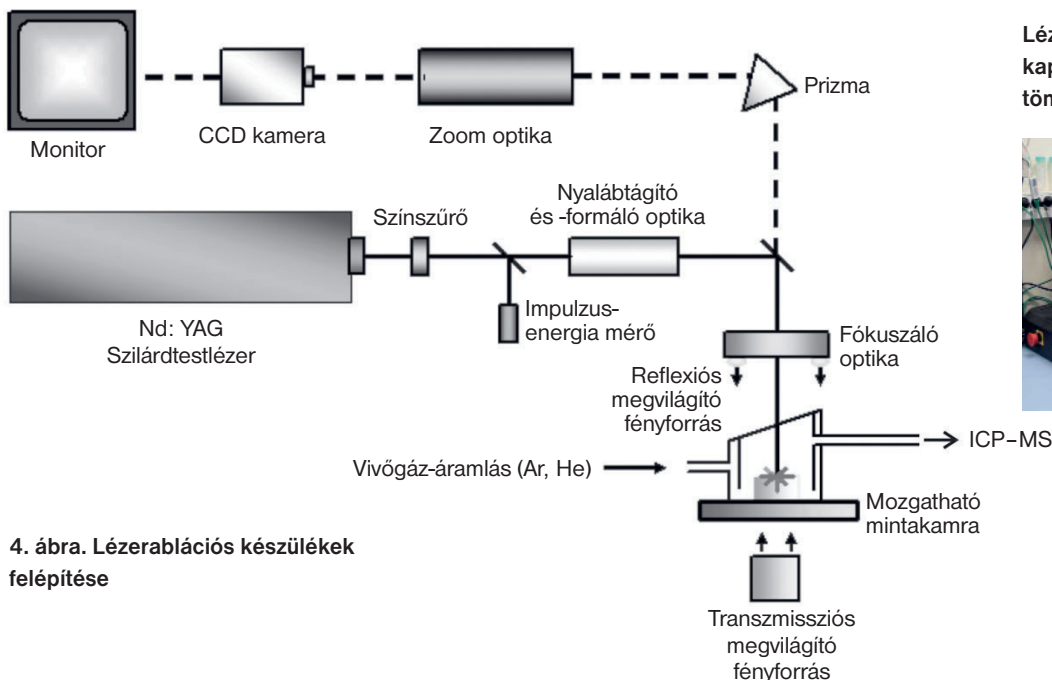 Monitor
CCD kamera
Zoom optika
Prizma
Nd: YAG
Szilárdtestlézer
Színszűrő
Impulzus-
energia mérő
Nyalábtágító
és -formáló optika
Fókuszáló
optika
Reflexiós
megvilágító
fényforrás
Vivőgáz-áramlás (Ar, He)
ICP–MS
Mozgatható
mintakamra
Transzmissziós
megvilágító
fényforrás
4. ábra. Lézerablációs készülékek
felépítése